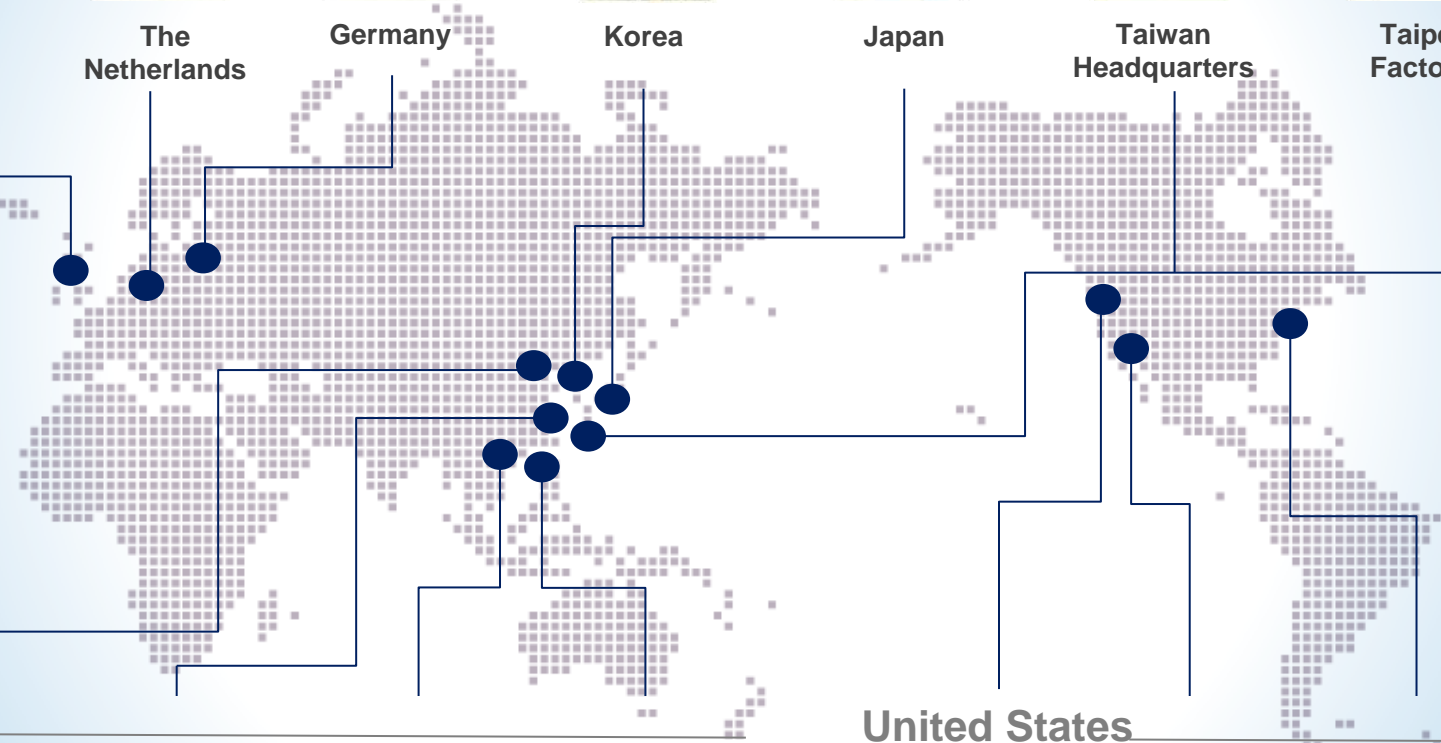 The
Netherlands
Germany
Korea
Japan
Taiwan
Headquarters
United States